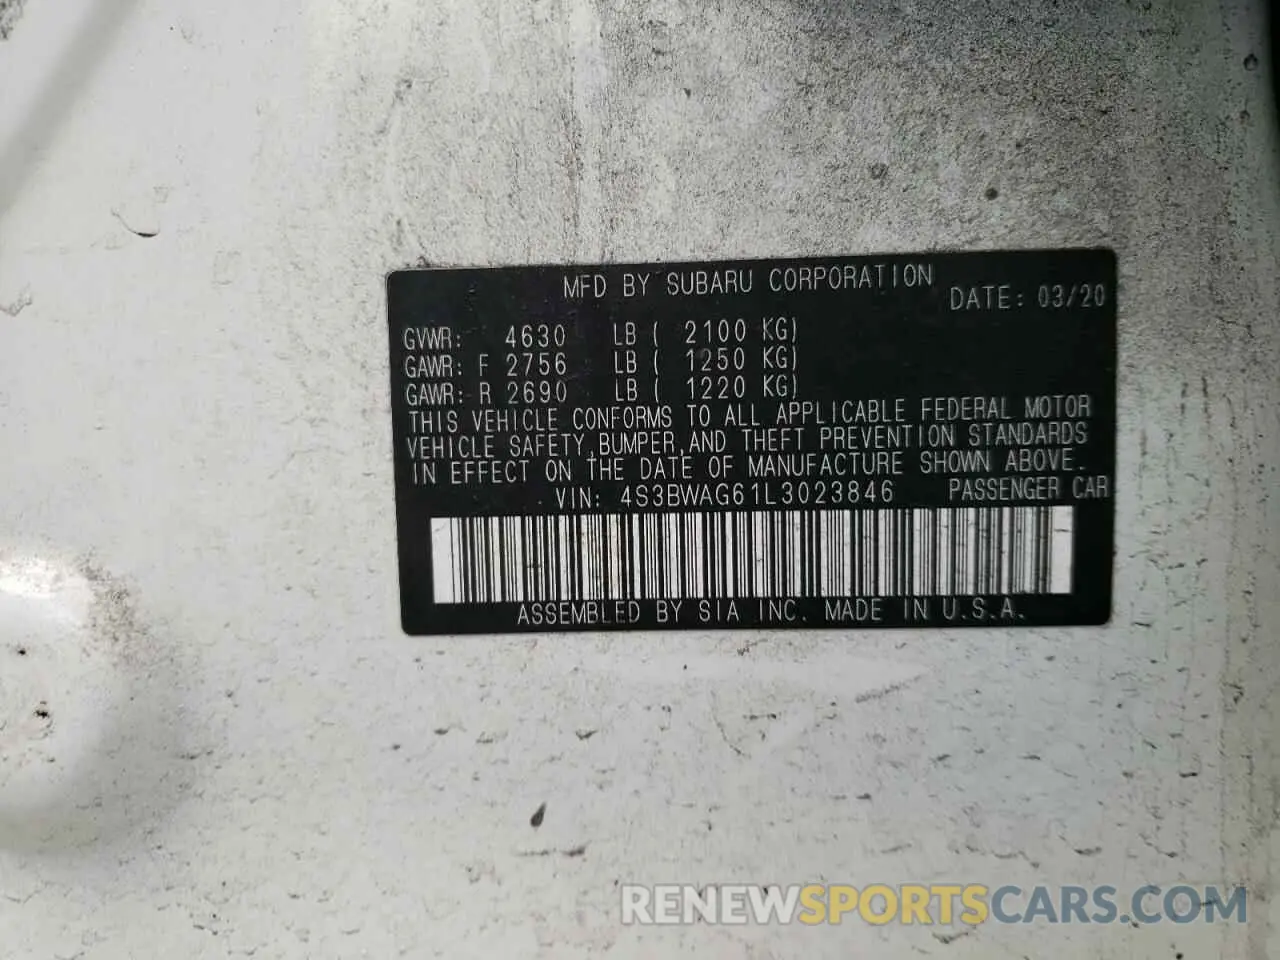 MFD BY SUBARU CORPORATION
DATE: 03/20
GVWR: 4630 LB ( 2100 KG)
GAWR: F 2756 LB ( 1250 KG)
GAWR: R 2690 LB ( 1220 KG)
THIS VEHICLE CONFORMS TO ALL APPLICABLE FEDERAL MOTOR
VEHICLE SAFETY,BUMPER,AND THEFT PREVENTION STANDARDS
IN EFFECT ON THE DATE OF MANUFACTURE SHOWN ABOVE.
VIN: 4S3BWAG61L3023846 PASSENGER CAR
ASSEMBLED BY SIA INC. MADE IN U.S.A.
RENEWSPORTSCARS.COM